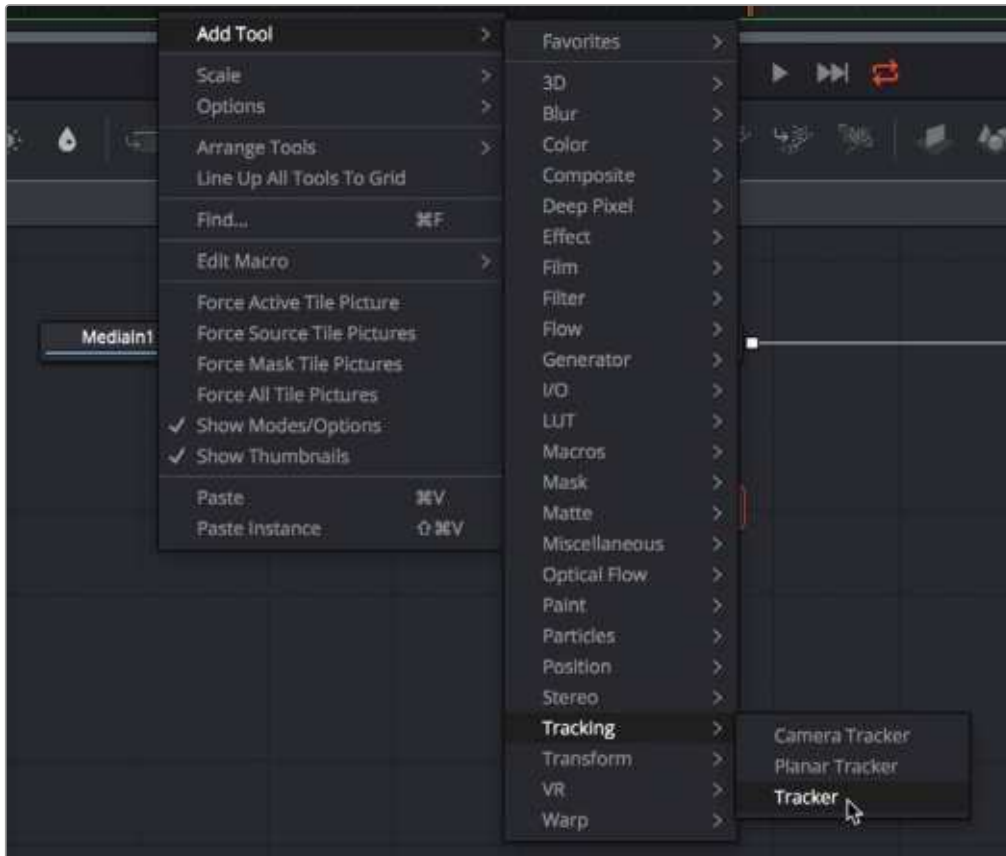 Add Tool
Scale
Options
Arrange Tools
Line Up All Tools To Grid
Find... ⌘F
Edit Macro
Force Active Tile Picture
Force Source Tile Pictures
Force Mask Tile Pictures
Force All Tile Pictures
✓ Show Modes/Options
✓ Show Thumbnails
Paste ⌘V
Paste Instance ⇧⌘V
MediaIn1
Favorites
3D
Blur
Color
Composite
Deep Pixel
Effect
Film
Filter
Flow
Generator
I/O
LUT
Macros
Mask
Matte
Miscellaneous
Optical Flow
Paint
Particles
Position
Stereo
Tracking
Transform
VR
Warp
Camera Tracker
Planar Tracker
Tracker